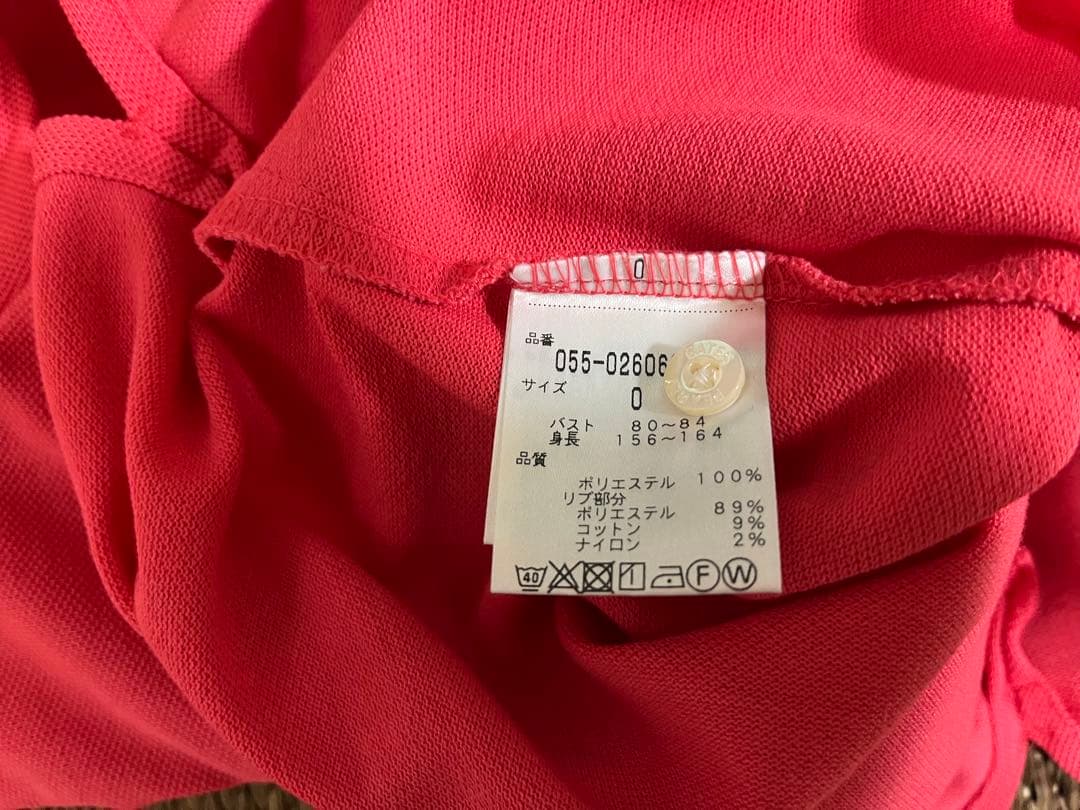 0
品番
055-02606
サイズ
0
バスト 80～84
身長 156～164
品質
ポリエステル 100%
リブ部分
ポリエステル 89%
コットン 9%
ナイロン 2%
40 1 F W